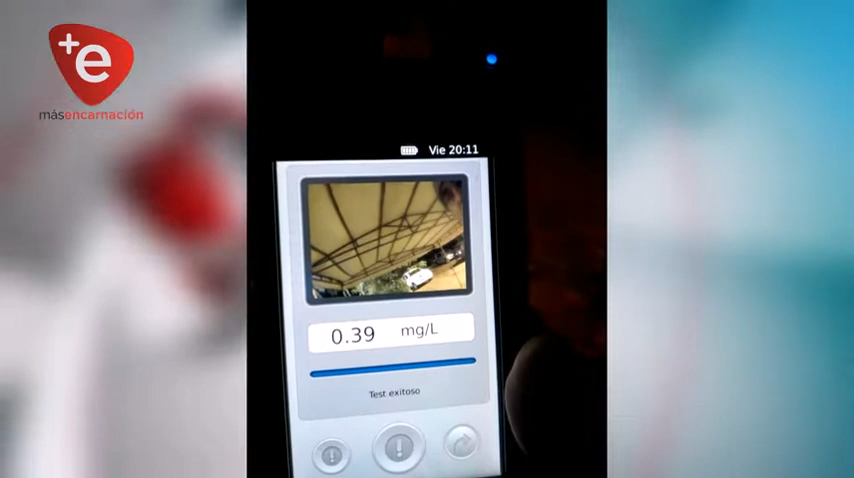 +e
másencarnación
Vie 20:11
0.39 mg/L
Test exitoso